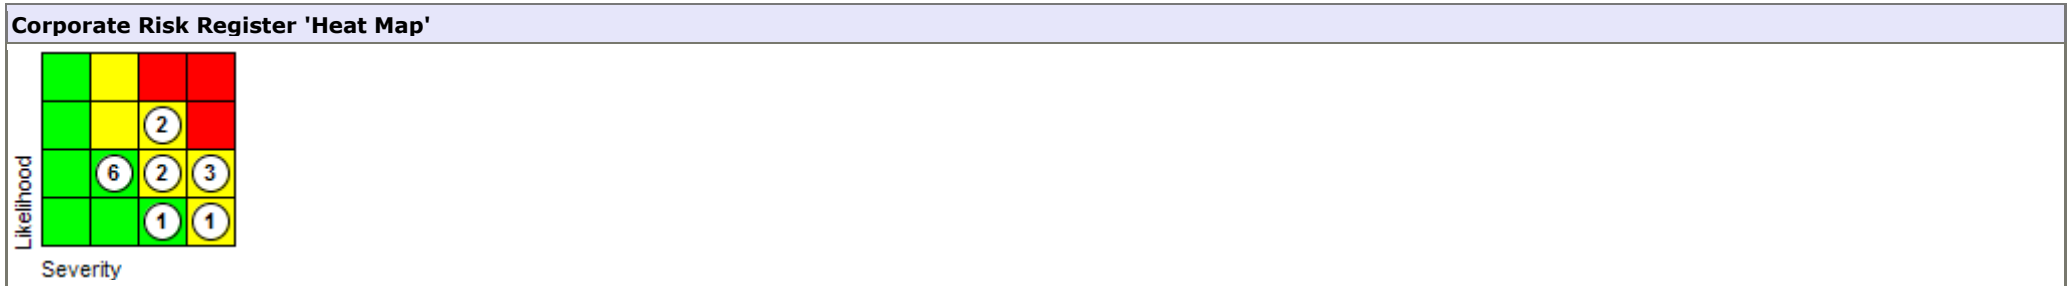 Corporate Risk Register 'Heat Map'
2
6 2 3
1 1
Likelihood
Severity